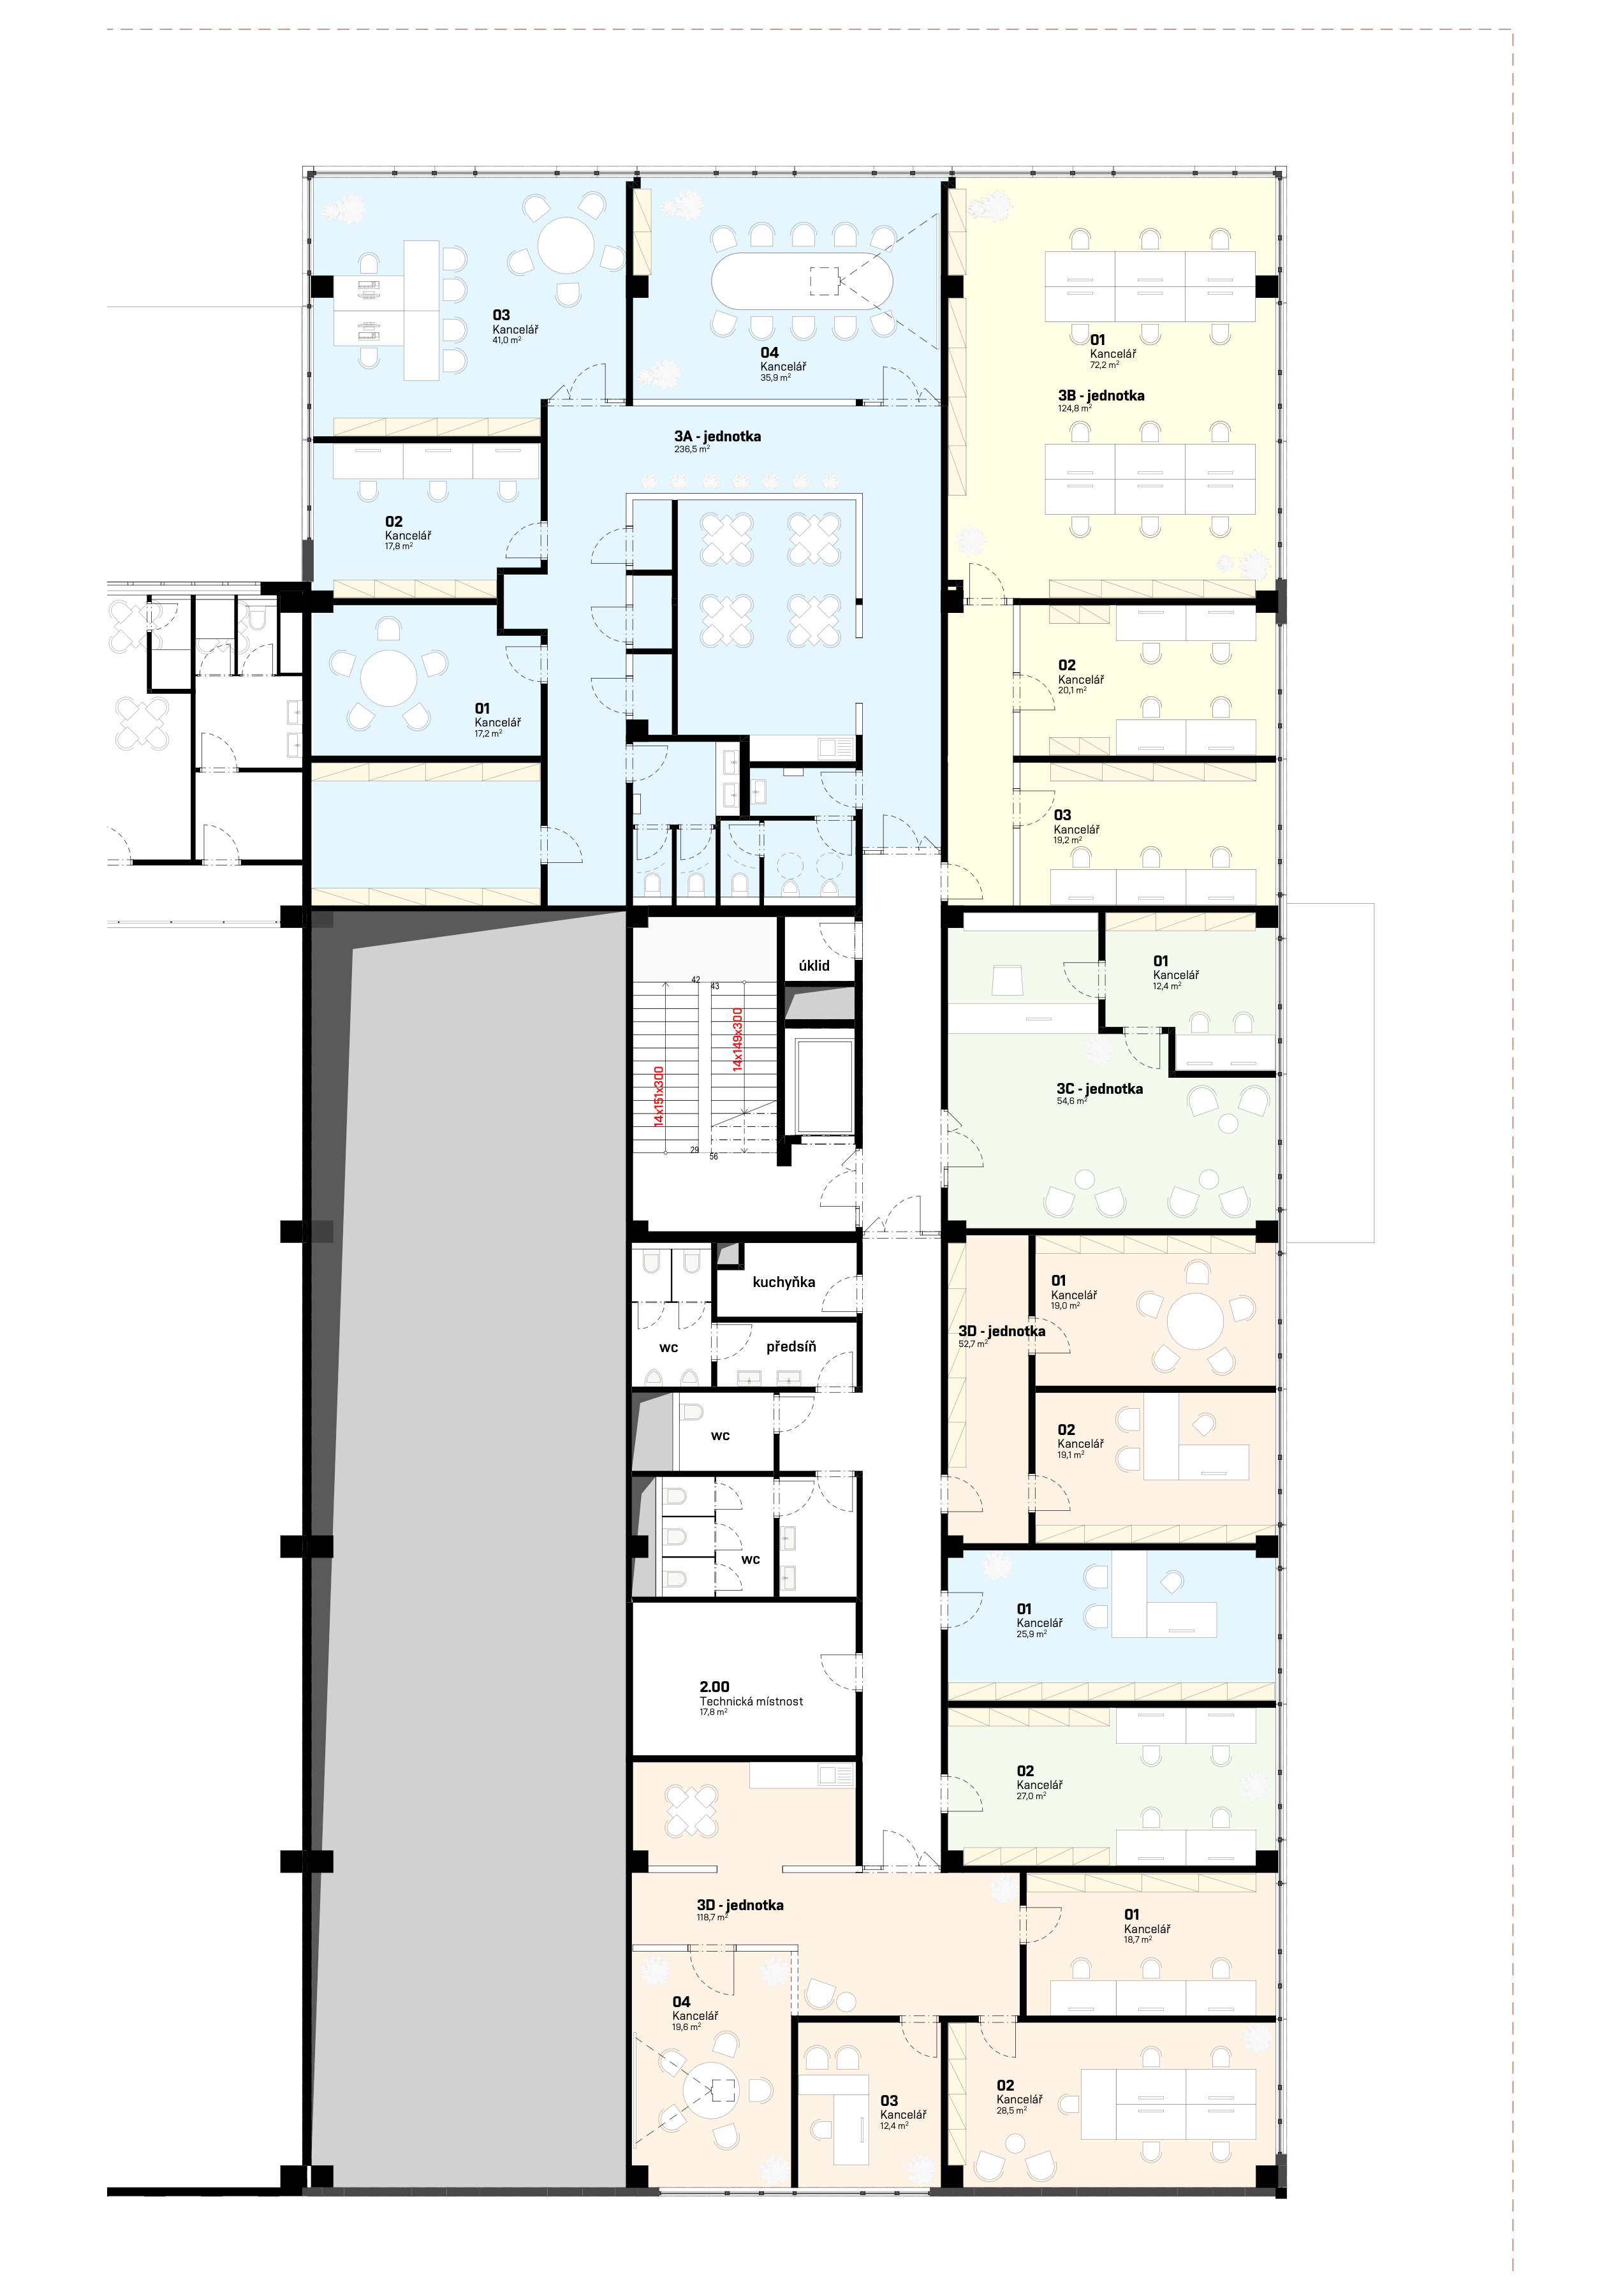 03
Kancelář
41,0 m²
04
Kancelář
35,9 m²
01
Kancelář
72,2 m²
3B - jednotka
124,8 m²
3A - jednotka
236,5 m²
02
Kancelář
17,8 m²
02
Kancelář
20,1 m²
01
Kancelář
17,2 m²
03
Kancelář
19,2 m²
úklid
01
Kancelář
12,4 m²
42
43
14x149x300
14x151x300
3C - jednotka
54,6 m²
29
56
kuchyňka
01
Kancelář
19,0 m²
3D - jednotka
52,7 m²
wc
předsíň
02
Kancelář
19,1 m²
wc
wc
01
Kancelář
25,9 m²
2.00
Technická místnost
17,8 m²
02
Kancelář
27,0 m²
3D - jednotka
118,7 m²
01
Kancelář
18,7 m²
04
Kancelář
19,6 m²
02
Kancelář
28,5 m²
03
Kancelář
12,4 m²